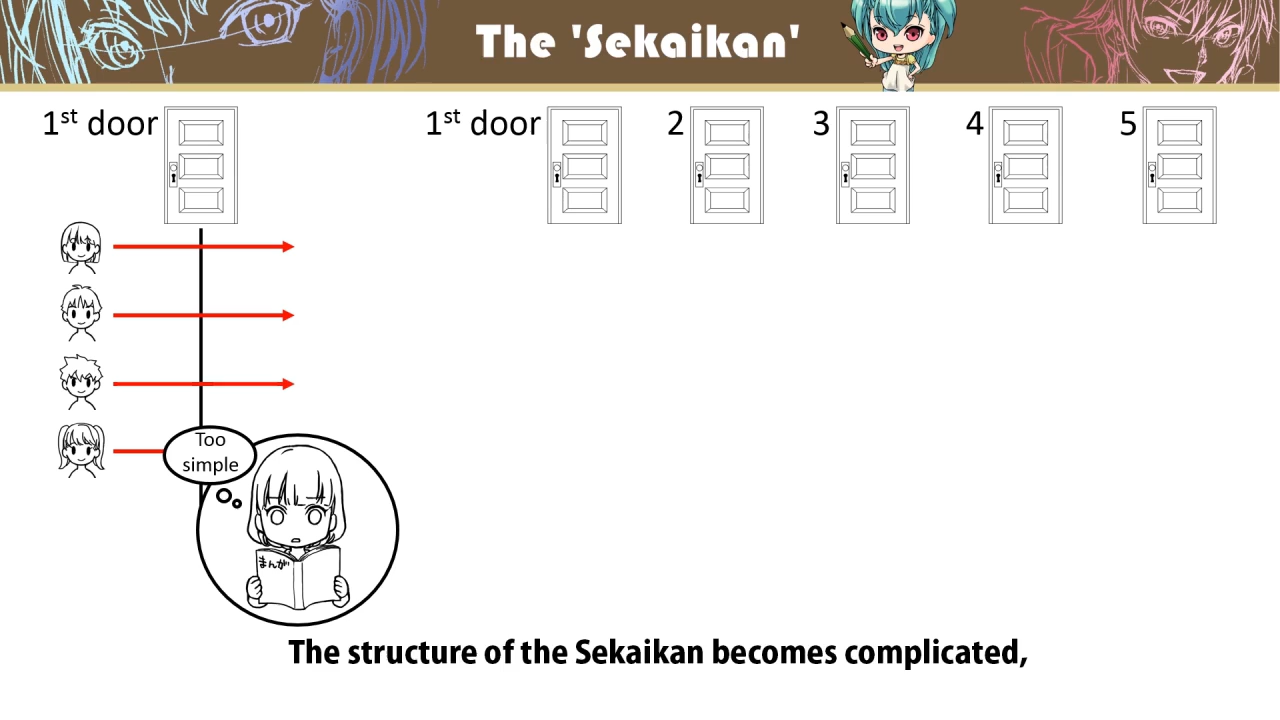 The 'Sekaikan'
1st door
1st door
2
3
4
5
Too
simple
まんが
The structure of the Sekaikan becomes complicated,